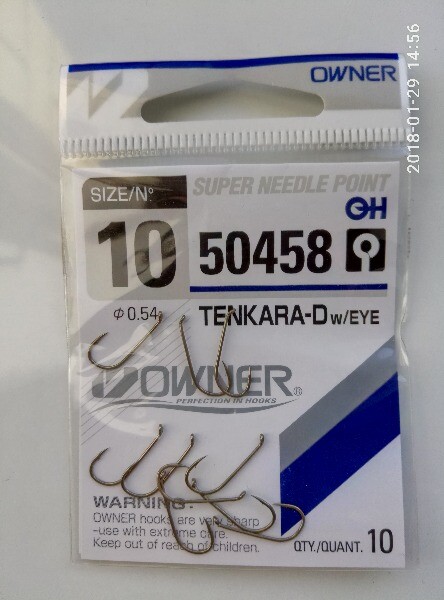 OWNER
2018-01-29 14:56
SIZE/Nº
SUPER NEEDLE POINT
10
50458
φ 0.54
TENKARA-D w/EYE
OWNER®
PERFECTION IN HOOKS
WARNING:
OWNER hooks are very sharp
-use with extreme care.
Keep out of reach of children.
QTY./QUANT. 10